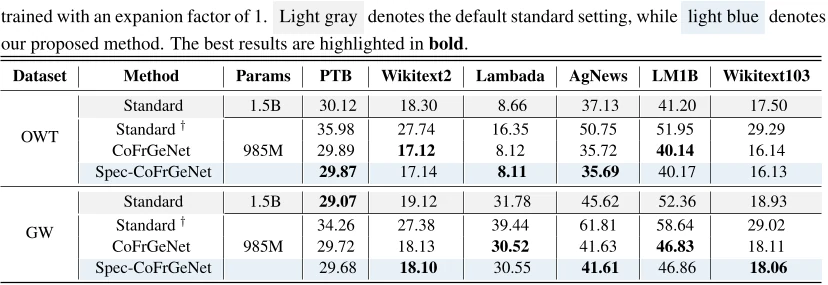 trained with an expansion factor of 1. Light gray denotes the default standard setting, while light blue denotes
our proposed method. The best results are highlighted in bold.
Dataset Method Params PTB Wikitext2 Lambada AgNews LM1B Wikitext103
Standard 1.5B 30.12 18.30 8.66 37.13 41.20 17.50
Standard † 35.98 27.74 16.35 50.75 51.95 29.29
OWT CoFrGeNet 985M 29.89 17.12 8.12 35.72 40.14 16.14
Spec-CoFrGeNet 29.87 17.14 8.11 35.69 40.17 16.13
Standard 1.5B 29.07 19.12 31.78 45.62 52.36 18.93
Standard † 34.26 27.38 39.44 61.81 58.64 29.02
GW CoFrGeNet 985M 29.72 18.13 30.52 41.63 46.83 18.11
Spec-CoFrGeNet 29.68 18.10 30.55 41.61 46.86 18.06